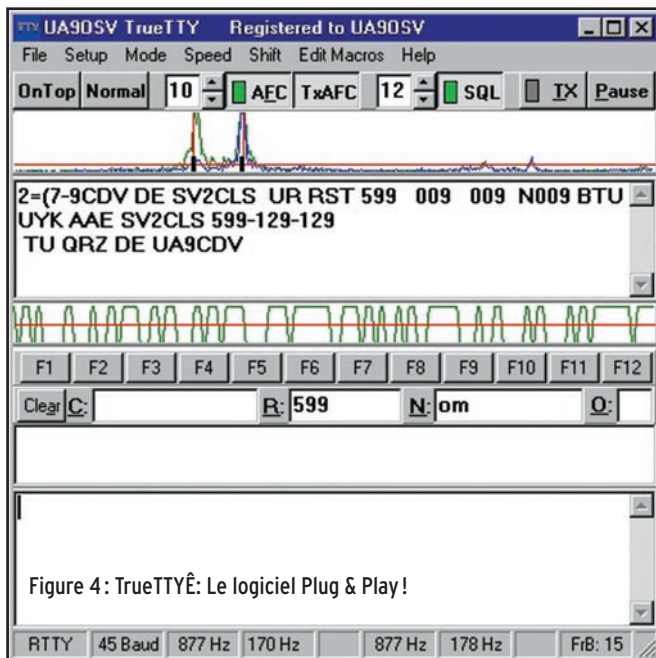 TTY UA9OSV TrueTTY Registered to UA9OSV
File Setup Mode Speed Shift Edit Macros Help
OnTop Normal 10 AFC TxAFC 12 SQL TX Pause
2=(7-9CDV DE SV2CLS UR RST 599 009 009 N009 BTU
UYK AAE SV2CLS 599-129-129
TU QRZ DE UA9CDV
F1 F2 F3 F4 F5 F6 F7 F8 F9 F10 F11 F12
Clear C: R: 599 N: om O:
Figure 4 : TrueTTYÊ: Le logiciel Plug & Play !
RTTY 45 Baud 877 Hz 170 Hz 877 Hz 178 Hz FrB: 15